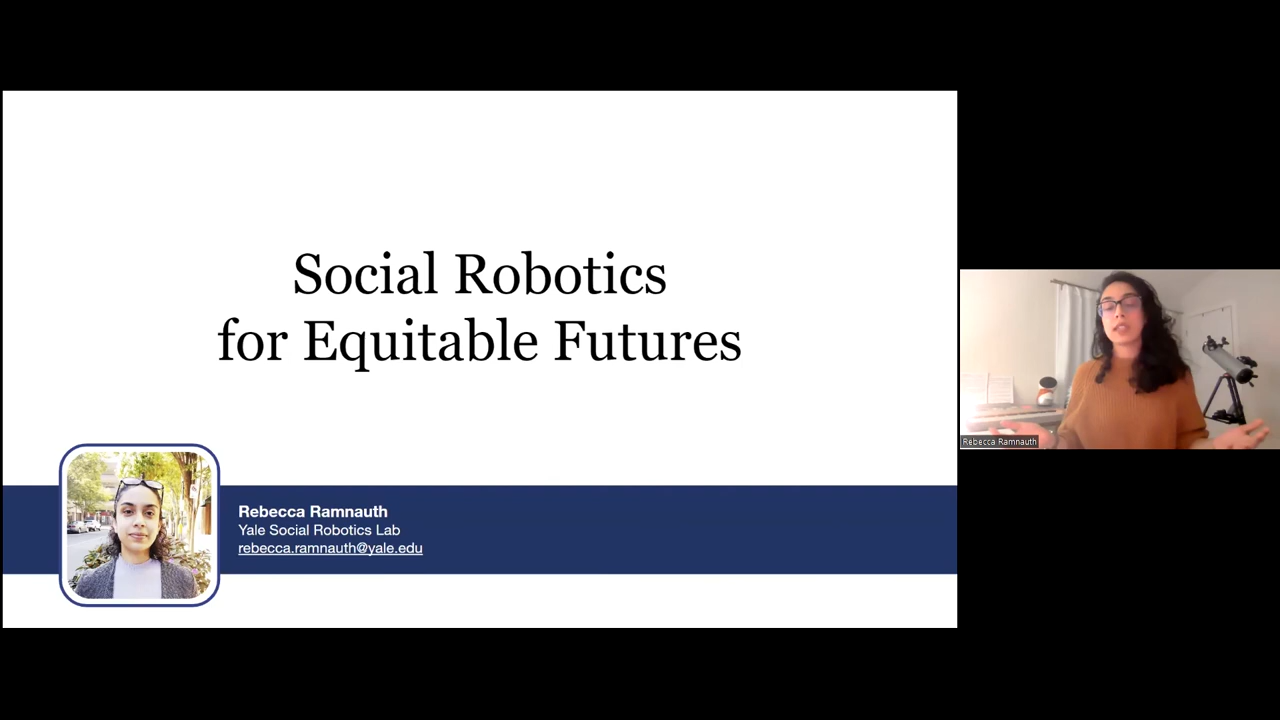 Social Robotics
for Equitable Futures
Rebecca Ramnauth
Yale Social Robotics Lab
rebecca.ramnauth@yale.edu
Rebecca Ramnauth